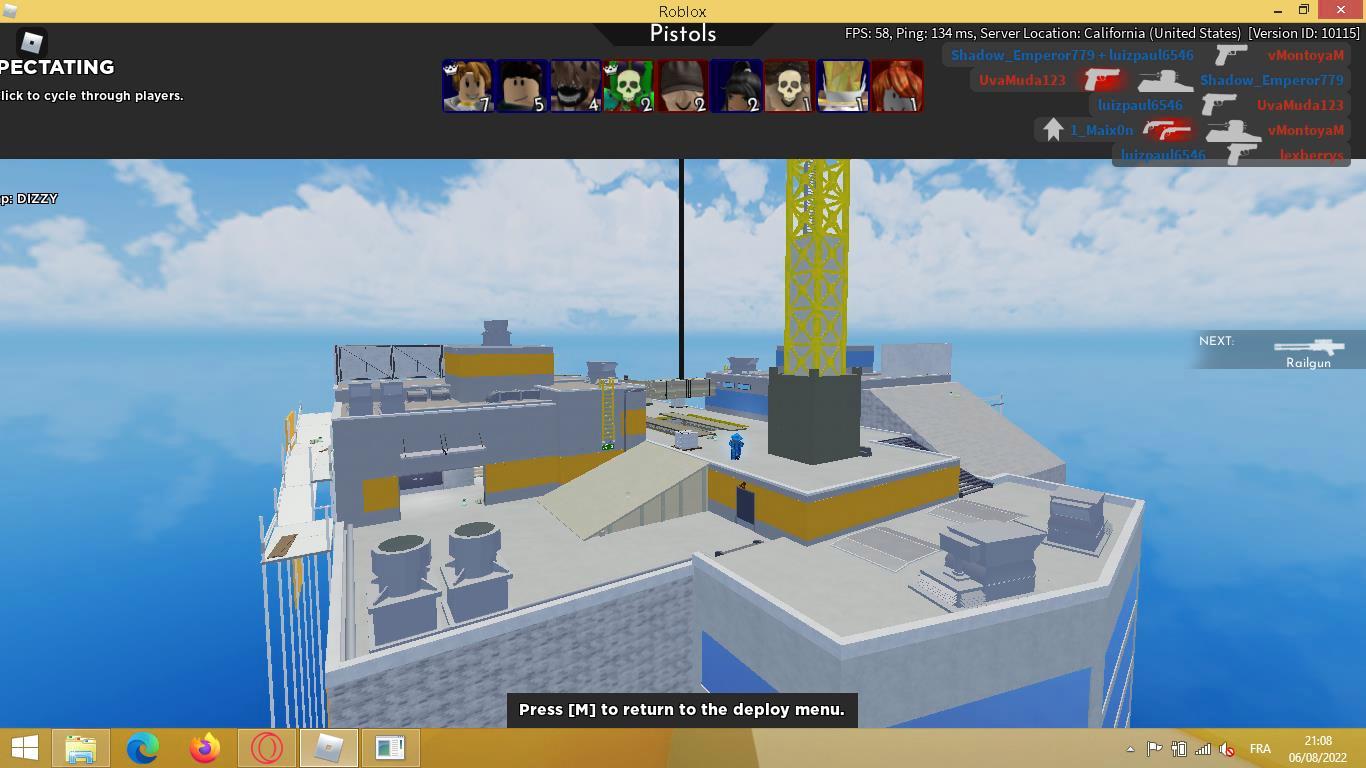 Roblox
Pistols
FPS: 58, Ping: 134 ms, Server Location: California (United States) [Version ID: 10115]
PECTATING
lick to cycle through players.
7 5 4 2 2 2 1 1 1
Shadow_Emperor779 + luizpaul6546 vMontoyaM
UvaMuda123 Shadow_Emperor779
luizpaul6546 UvaMuda123
1_Maix0n vMontoyaM
luizpaul6546 lexberrys
p: DIZZY
NEXT:
Railgun
Press [M] to return to the deploy menu.
FRA
21:08
06/08/2022